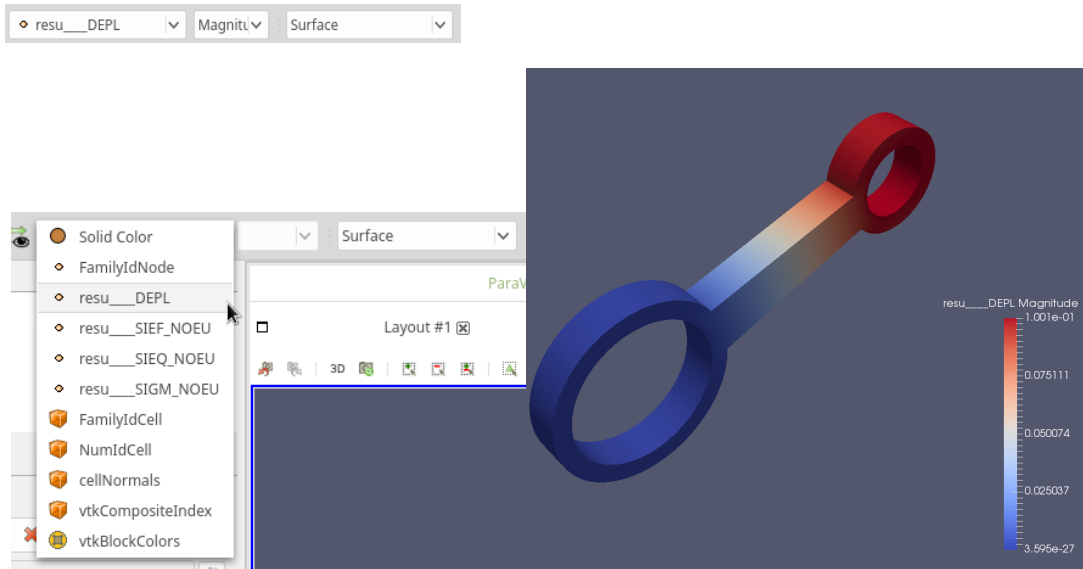 resu____DEPL
Magnitu
Surface
Solid Color
FamilyIdNode
resu____DEPL
resu____SIEF_NOEU
resu____SIEQ_NOEU
resu____SIGM_NOEU
FamilyIdCell
NumIdCell
cellNormals
vtkCompositeIndex
vtkBlockColors
Surface
ParaV
Layout #1
3D
resu____DEPL Magnitude
1.001e-01
0.075111
0.050074
0.025037
3.595e-27